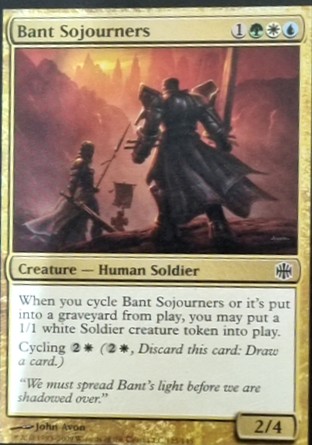 Bant Sojourners 1
Creature — Human Soldier
When you cycle Bant Sojourners or it's put
into a graveyard from play, you may put a
1/1 white Soldier creature token into play.
Cycling 2 (2, Discard this card: Draw
a card.)
"We must spread Bant's light before we are
shadowed over."
John Avon
2/4